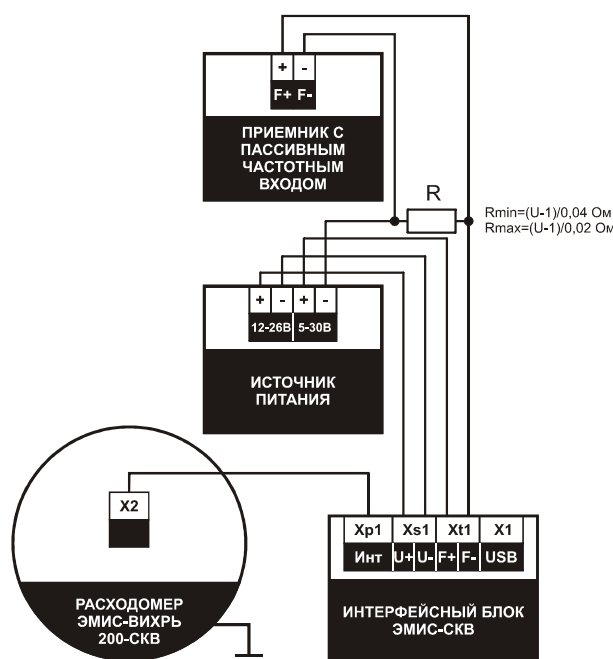 + -
F+ F-
ПРИЕМНИК С
ПАССИВНЫМ
ЧАСТОТНЫМ
ВХОДОМ
R
Rmin=(U-1)/0,04 Ом
Rmax=(U-1)/0,02 Ом
+ - + -
12-26В 5-30В
ИСТОЧНИК
ПИТАНИЯ
X2
РАСХОДОМЕР
ЭМИС-ВИХРЬ
200-СКВ
Xp1 Xs1 Xt1 X1
Инт U+ U- F+ F- USB
ИНТЕРФЕЙСНЫЙ БЛОК
ЭМИС-СКВ